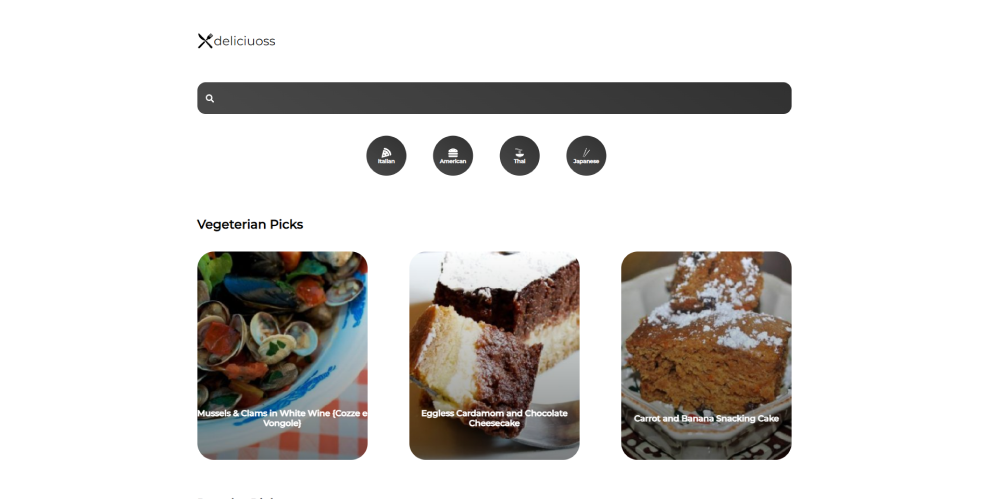 deliciuoss
Italian
American
Thai
Japanese
Vegeterian Picks
Mussels & Clams in White Wine {Cozze e
Vongole}
Eggless Cardamom and Chocolate
Cheesecake
Carrot and Banana Snacking Cake